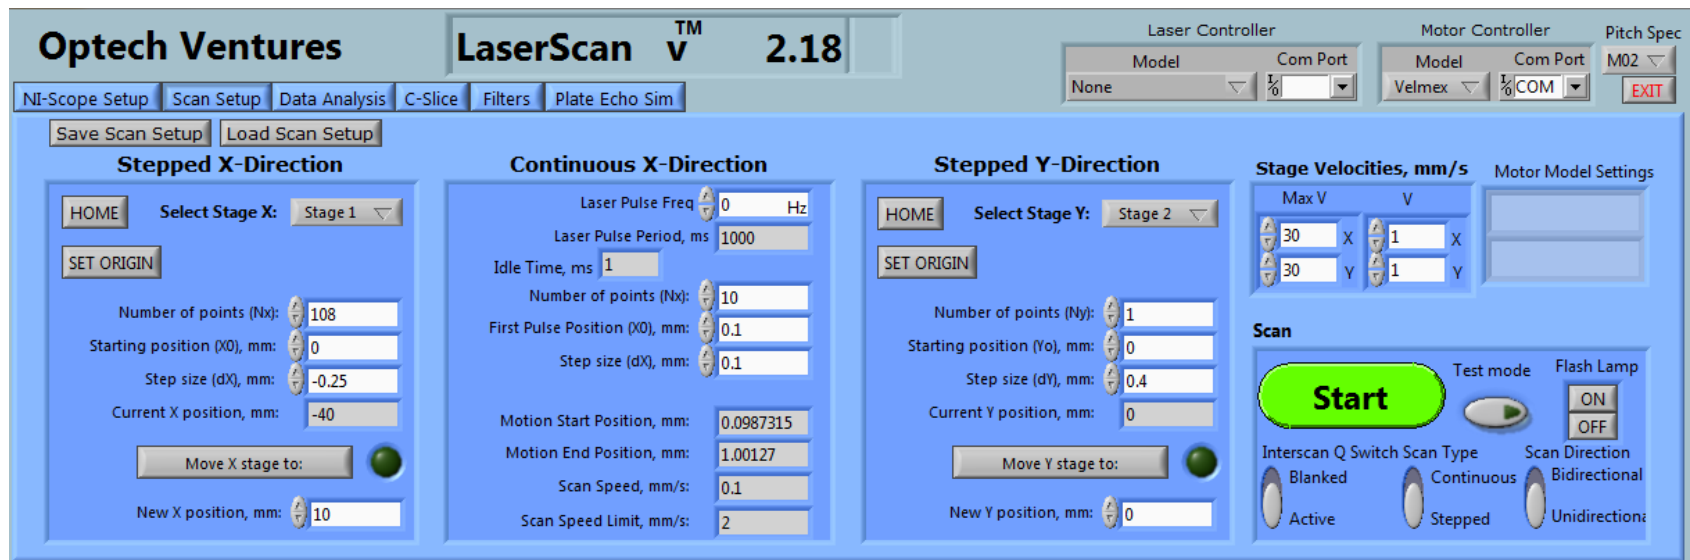 Optech Ventures
LaserScan v™ 2.18
Laser Controller
Model Com Port
None
Motor Controller
Model Com Port
Velmex COM
Pitch Spec
M02
EXIT
NI-Scope Setup Scan Setup Data Analysis C-Slice Filters Plate Echo Sim
Save Scan Setup Load Scan Setup
Stepped X-Direction
HOME Select Stage X: Stage 1
SET ORIGIN
Number of points (Nx): 108
Starting position (X0), mm: 0
Step size (dX), mm: -0.25
Current X position, mm: -40
Move X stage to:
New X position, mm: 10
Continuous X-Direction
Laser Pulse Freq 0 Hz
Laser Pulse Period, ms 1000
Idle Time, ms 1
Number of points (Nx): 10
First Pulse Position (X0), mm: 0.1
Step size (dX), mm: 0.1
Motion Start Position, mm: 0.0987315
Motion End Position, mm: 1.00127
Scan Speed, mm/s: 0.1
Scan Speed Limit, mm/s: 2
Stepped Y-Direction
HOME Select Stage Y: Stage 2
SET ORIGIN
Number of points (Ny): 1
Starting position (Yo), mm: 0
Step size (dY), mm: 0.4
Current Y position, mm: 0
Move Y stage to:
New Y position, mm: 0
Stage Velocities, mm/s
Max V V
30 X 1 X
30 Y 1 Y
Motor Model Settings
Scan
Start
Test mode
Flash Lamp
ON
OFF
Interscan Q Switch Scan Type Scan Direction
Blanked Continuous Bidirectional
Active Stepped Unidirectiona